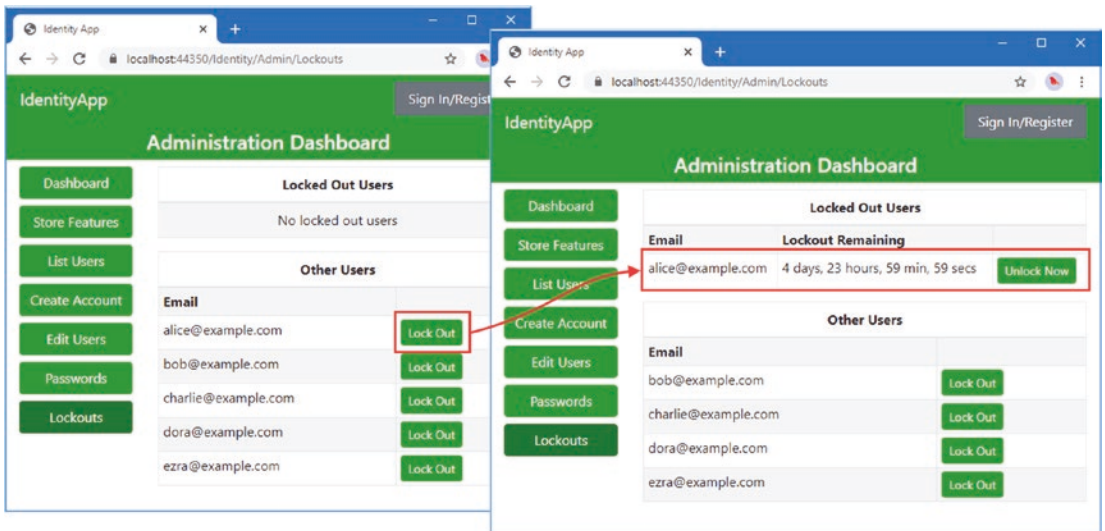 Identity App
localhost:44350/Identity/Admin/Lockouts
IdentityApp
Sign In/Regist
Administration Dashboard
Dashboard
Store Features
List Users
Create Account
Edit Users
Passwords
Lockouts
Locked Out Users
No locked out users
Other Users
Email
alice@example.com Lock Out
bob@example.com Lock Out
charlie@example.com Lock Out
dora@example.com Lock Out
ezra@example.com Lock Out
Identity App
localhost:44350/Identity/Admin/Lockouts
IdentityApp
Sign In/Register
Administration Dashboard
Dashboard
Store Features
List Users
Create Account
Edit Users
Passwords
Lockouts
Locked Out Users
Email Lockout Remaining
alice@example.com 4 days, 23 hours, 59 min, 59 secs Unlock Now
Other Users
Email
bob@example.com Lock Out
charlie@example.com Lock Out
dora@example.com Lock Out
ezra@example.com Lock Out